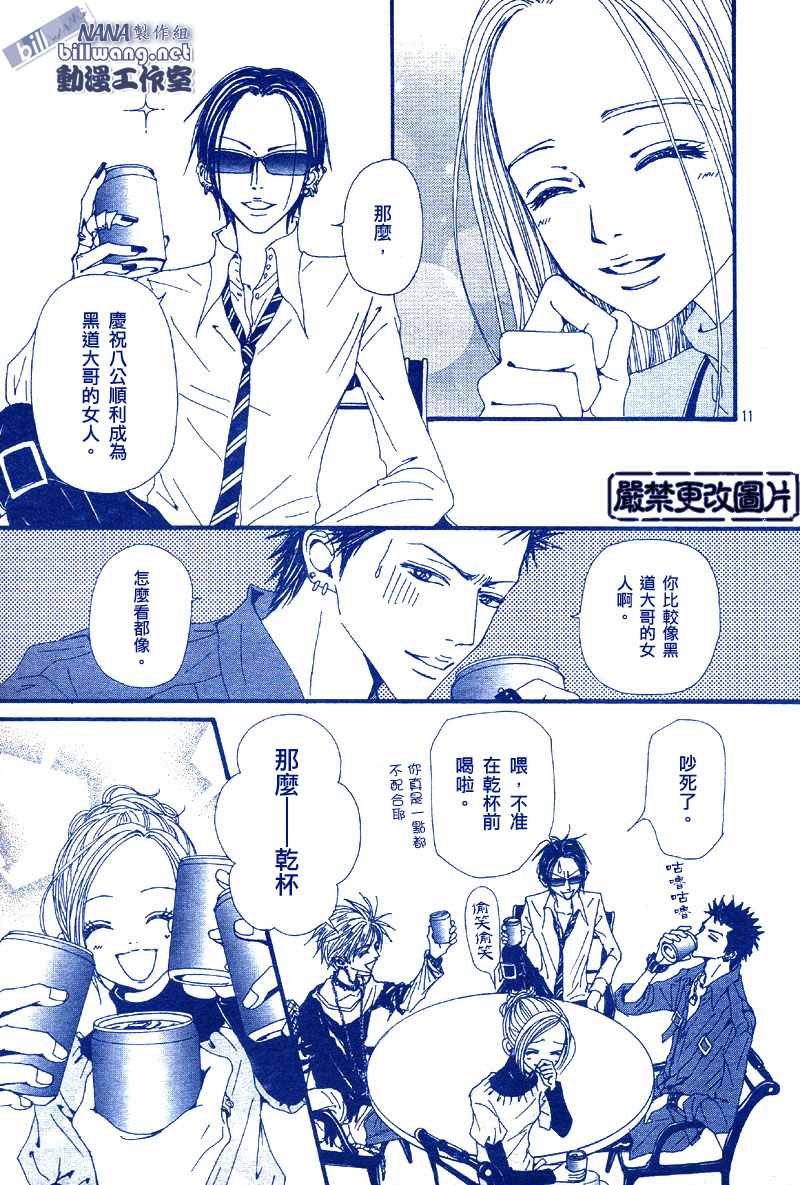 billwang
NANA製作組
billwang.net
動漫工作室
那麼，
慶祝八公順利成為
黑道大哥的女人。
11
嚴禁更改圖片
你比較像黑
道大哥的女
人啊。
怎麼看都像。
吵死了。
咕嚕咕嚕
喂，不准
在乾杯前
喝啦。
你真是一點都
不配合耶
偷笑偷笑
那麼——乾杯